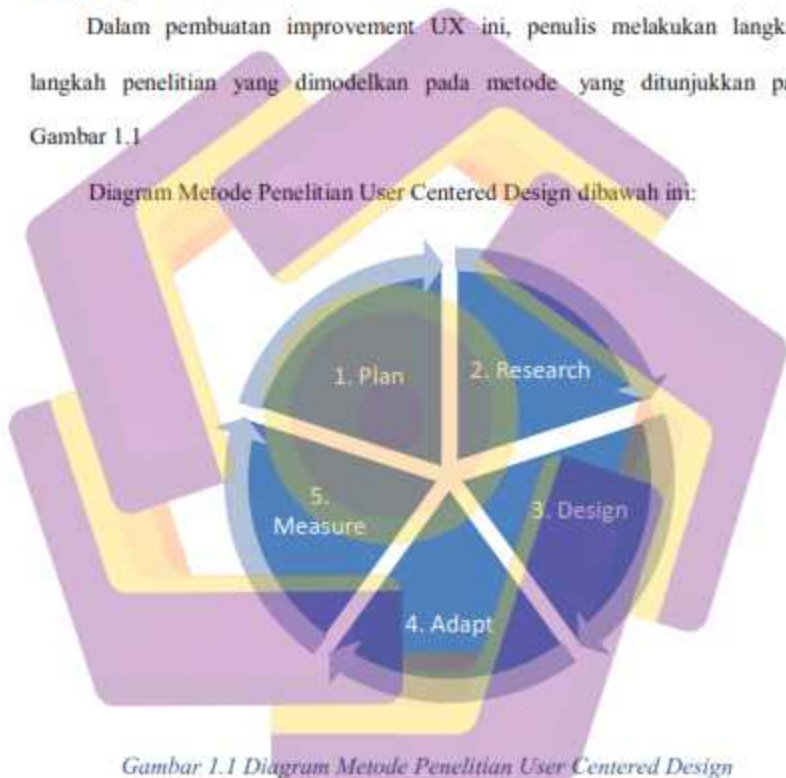 Dalam pembuatan improvement UX ini, penulis melakukan langk
langkah penelitian yang dimodelkan pada metode yang ditunjukkan pa
Gambar 1.1
Diagram Metode Penelitian User Centered Design dibawah ini:
1. Plan
2. Research
3. Design
4. Adapt
5.
Measure
Gambar 1.1 Diagram Metode Penelitian User Centered Design